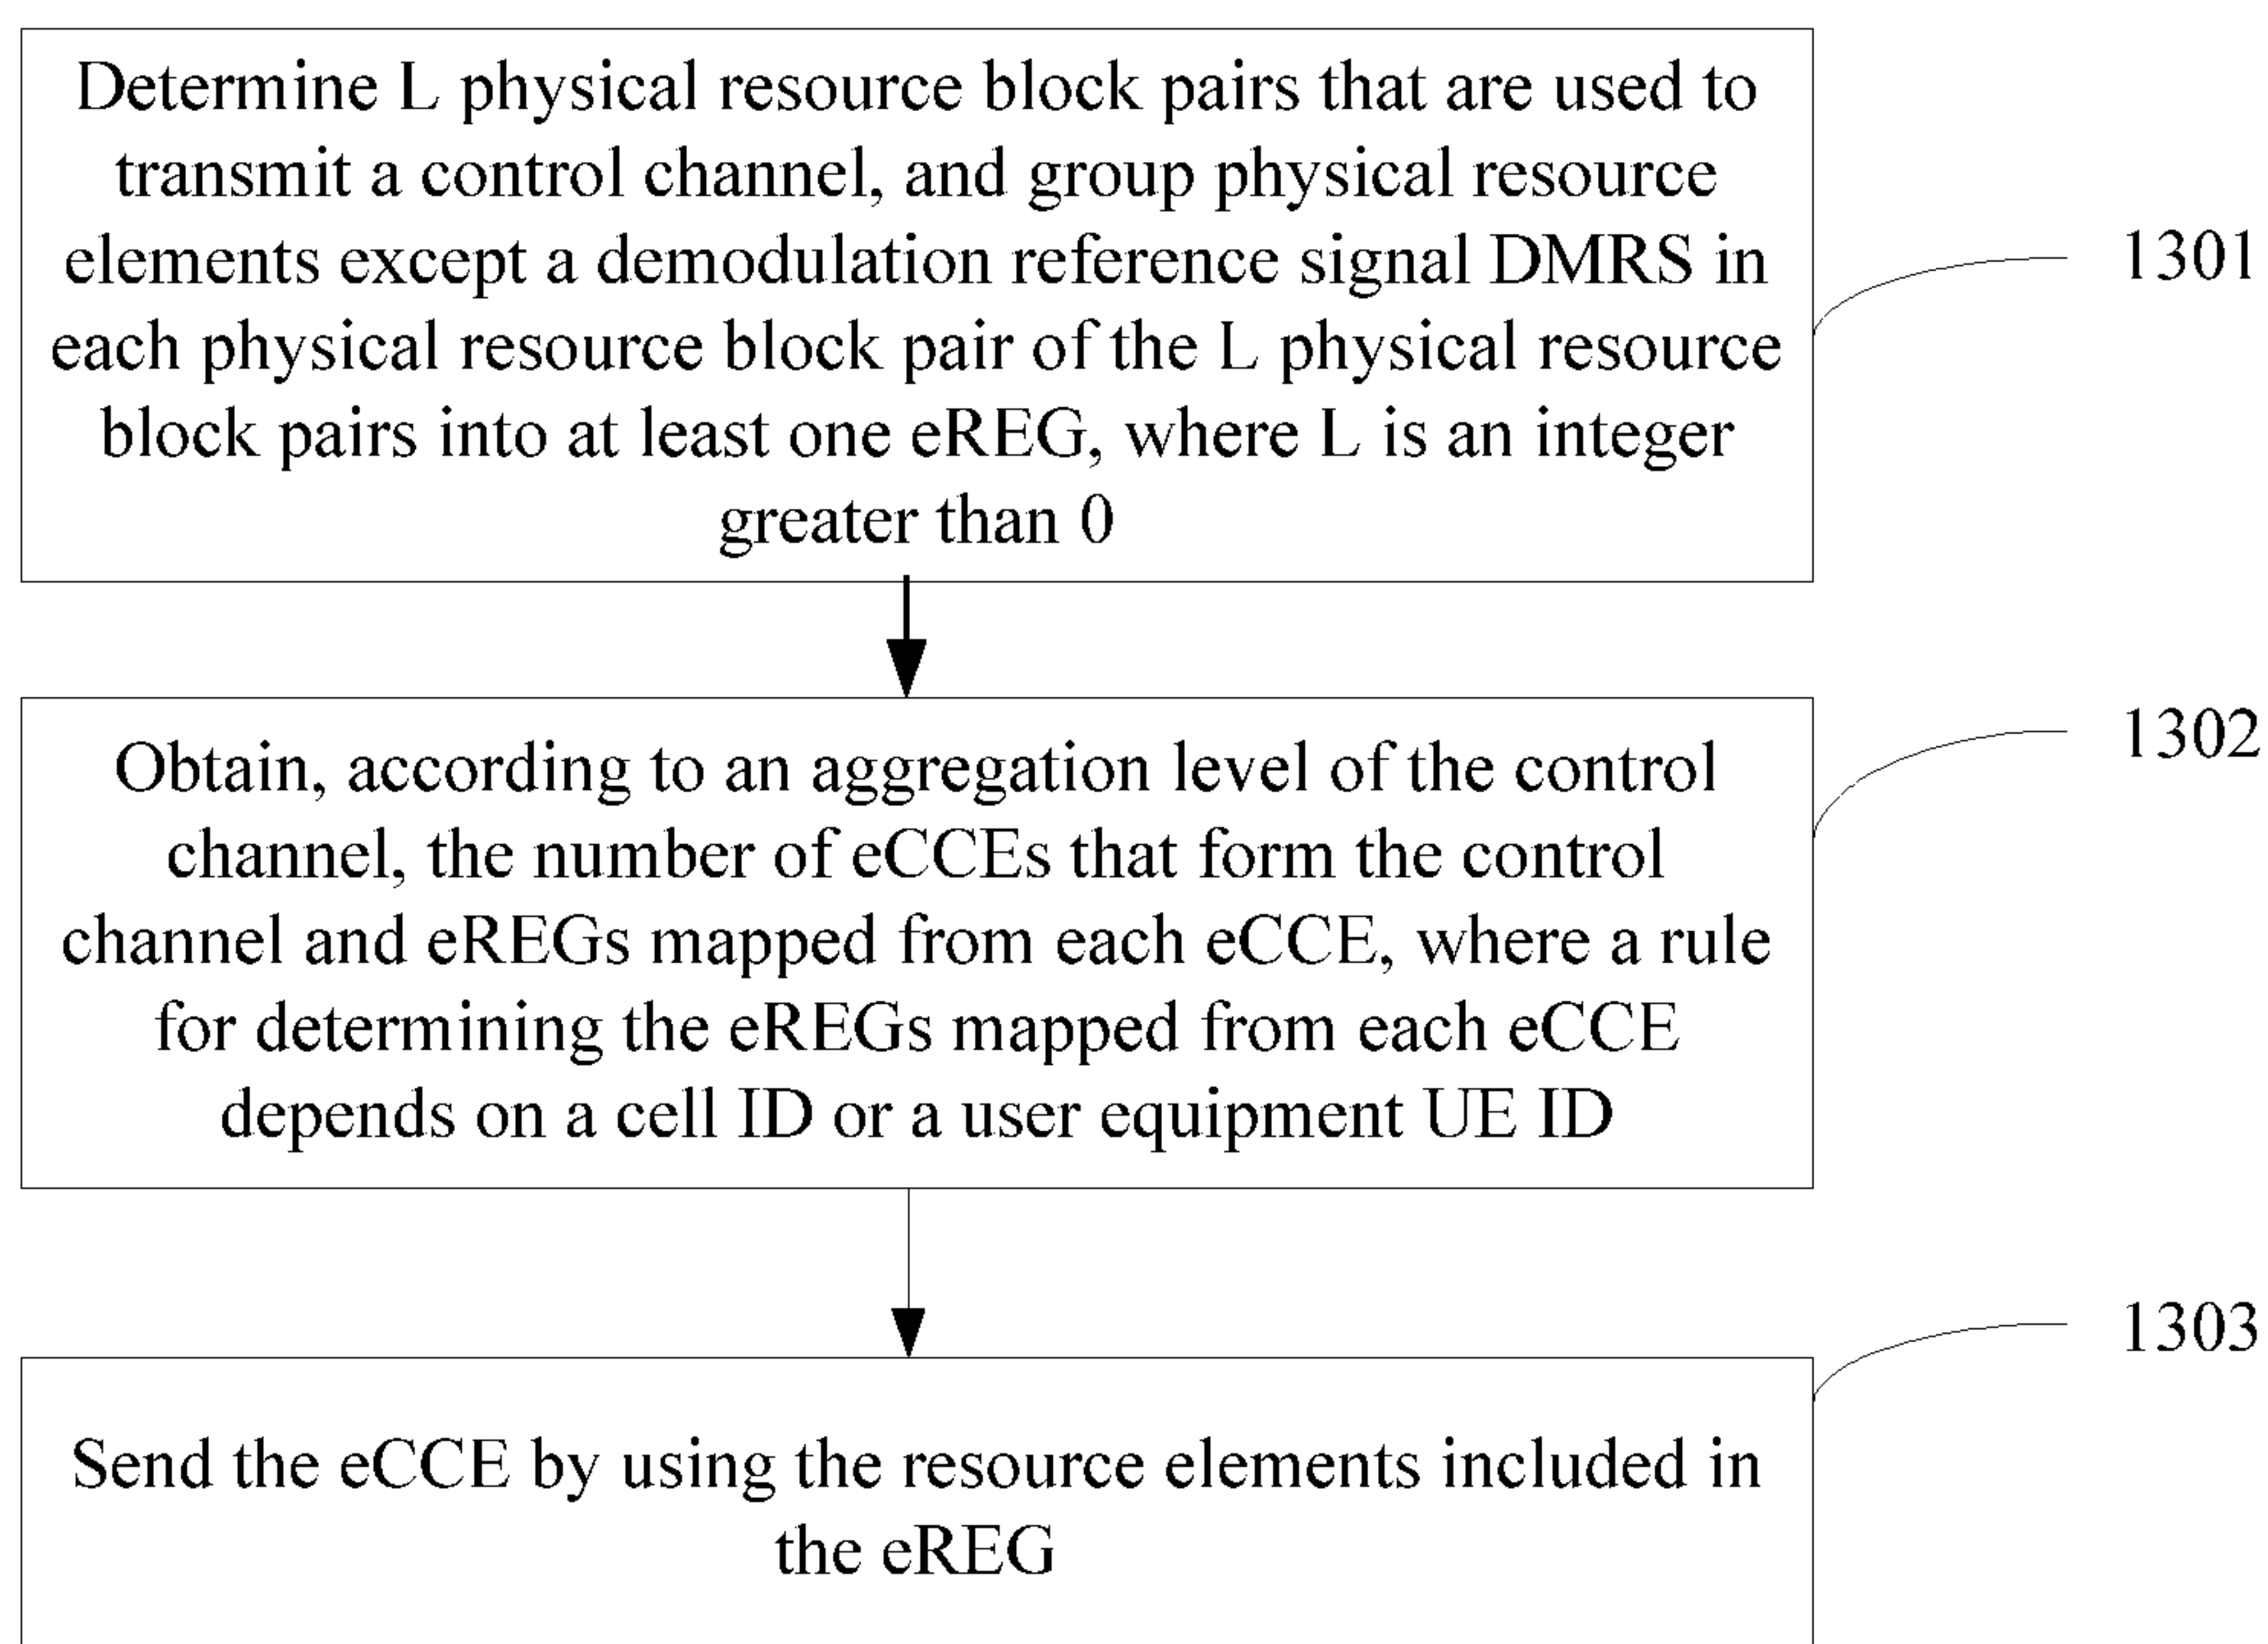 Determine L physical resource block pairs that are used to
transmit a control channel, and group physical resource
elements except a demodulation reference signal DMRS in
each physical resource block pair of the L physical resource
block pairs into at least one eREG, where L is an integer
greater than 0
1301
Obtain, according to an aggregation level of the control
channel, the number of eCCEs that form the control
channel and eREGs mapped from each eCCE, where a rule
for determining the eREGs mapped from each eCCE
depends on a cell ID or a user equipment UE ID
1302
Send the eCCE by using the resource elements included in
the eREG
1303